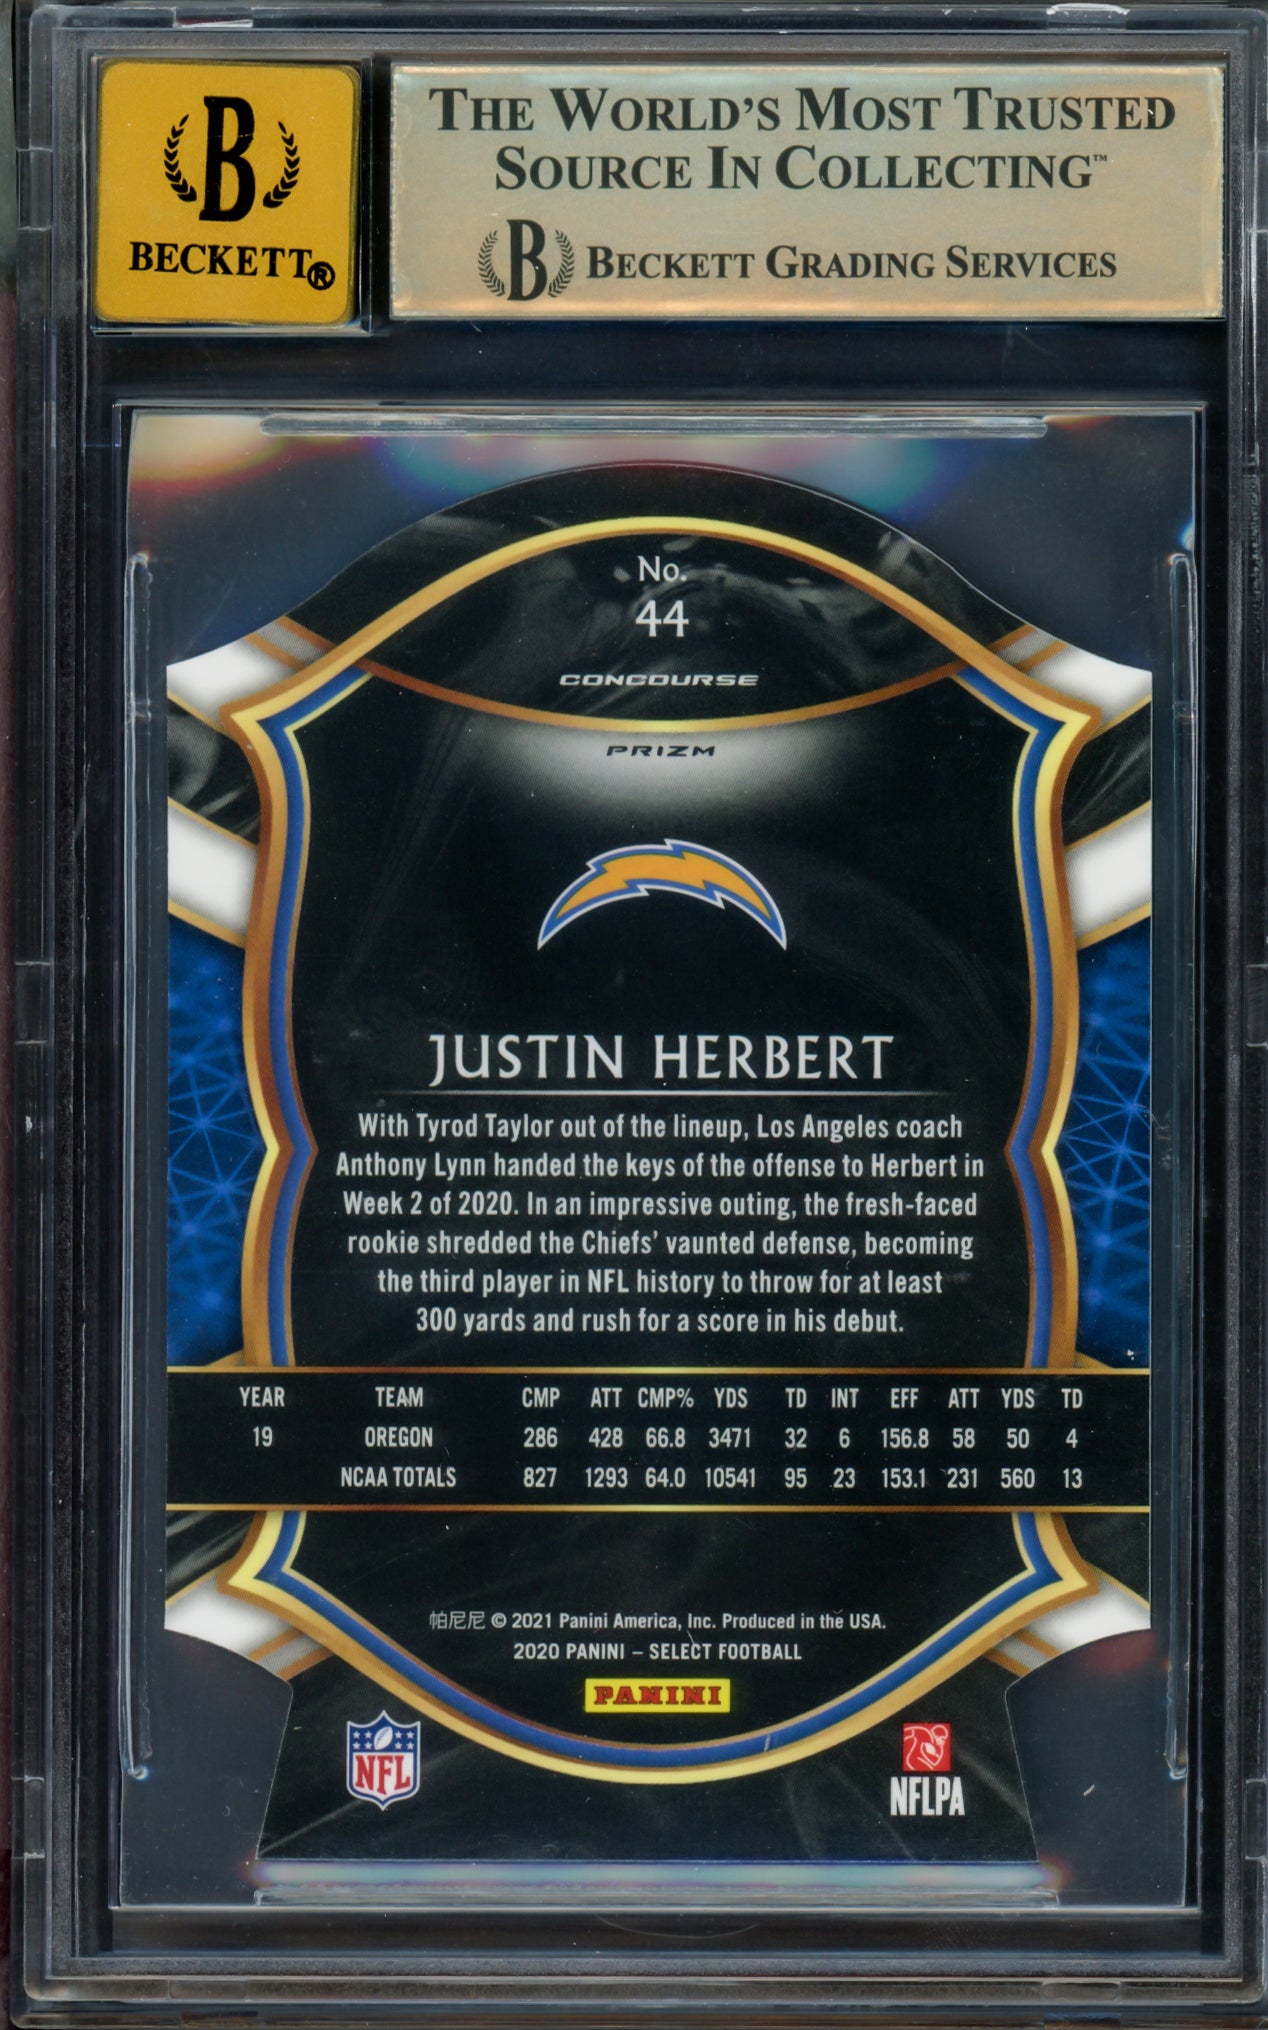 B
BECKETT®
THE WORLD'S MOST TRUSTED
SOURCE IN COLLECTING™
B BECKETT GRADING SERVICES
No.
44
CONCOURSE
PRIZM
JUSTIN HERBERT
With Tyrod Taylor out of the lineup, Los Angeles coach
Anthony Lynn handed the keys of the offense to Herbert in
Week 2 of 2020. In an impressive outing, the fresh-faced
rookie shredded the Chiefs' vaunted defense, becoming
the third player in NFL history to throw for at least
300 yards and rush for a score in his debut.
YEAR TEAM CMP ATT CMP% YDS TD INT EFF ATT YDS TD
19 OREGON 286 428 66.8 3471 32 6 156.8 58 50 4
NCAA TOTALS 827 1293 64.0 10541 95 23 153.1 231 560 13
帕尼尼 © 2021 Panini America, Inc. Produced in the USA.
2020 PANINI – SELECT FOOTBALL
PANINI
NFL
NFLPA